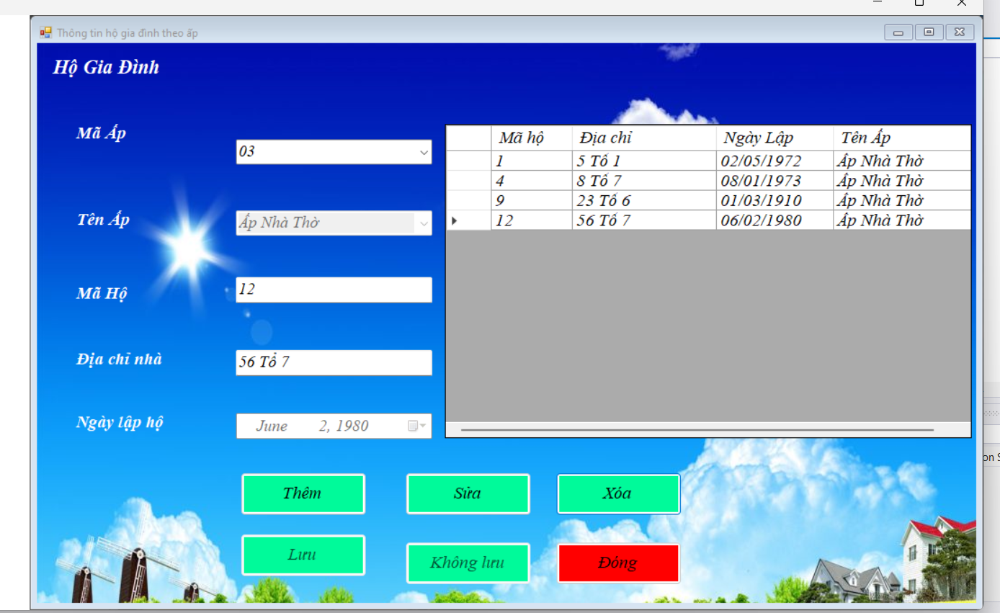 Thông tin hộ gia đình theo ấp
Hộ Gia Đình
Mã Ấp
03
Tên Ấp
Ấp Nhà Thờ
Mã Hộ
12
Địa chỉ nhà
56 Tổ 7
Ngày lập hộ
June 2, 1980
Mã hộ Địa chỉ Ngày Lập Tên Ấp
1 5 Tổ 1 02/05/1972 Ấp Nhà Thờ
4 8 Tổ 7 08/01/1973 Ấp Nhà Thờ
9 23 Tổ 6 01/03/1910 Ấp Nhà Thờ
12 56 Tổ 7 06/02/1980 Ấp Nhà Thờ
Thêm Sửa Xóa
Lưu Không lưu Đóng